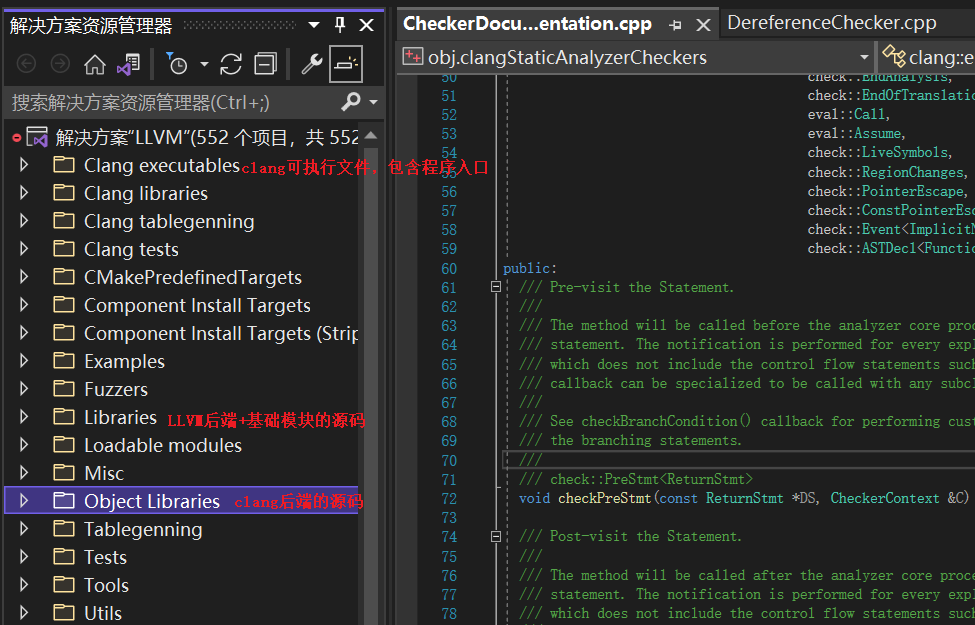 解决方案资源管理器
搜索解决方案资源管理器(Ctrl+;)
解决方案"LLVM"(552 个项目，共 552
Clang executables
clang可执行文件，包含程序入口
Clang libraries
Clang tablegenning
Clang tests
CMakePredefinedTargets
Component Install Targets
Component Install Targets (Strip
Examples
Fuzzers
Libraries
LLVM后端+基础模块的源码
Loadable modules
Misc
Object Libraries
clang后端的源码
Tablegenning
Tests
Tools
Utils
CheckerDocu...entation.cpp
DereferenceChecker.cpp
obj.clangStaticAnalyzerCheckers
clang::e
50 check::EndAnalysis,
51 check::EndOfTranslatio
52 eval::Call,
53 eval::Assume,
54 check::LiveSymbols,
55 check::RegionChanges,
56 check::PointerEscape,
57 check::ConstPointerEsc
58 check::Event<ImplicitN
59 check::ASTDecl<Functio
60 public:
61 /// Pre-visit the Statement.
62 ///
63 /// The method will be called before the analyzer core proc
64 /// statement. The notification is performed for every expl
65 /// which does not include the control flow statements such
66 /// callback can be specialized to be called with any subcl
67 ///
68 /// See checkBranchCondition() callback for performing cust
69 /// the branching statements.
70 ///
71 /// check::PreStmt<ReturnStmt>
72 void checkPreStmt(const ReturnStmt *DS, CheckerContext &C)
73
74 /// Post-visit the Statement.
75 ///
76 /// The method will be called after the analyzer core proce
77 /// statement. The notification is performed for every expl
78 /// which does not include the control flow statements such